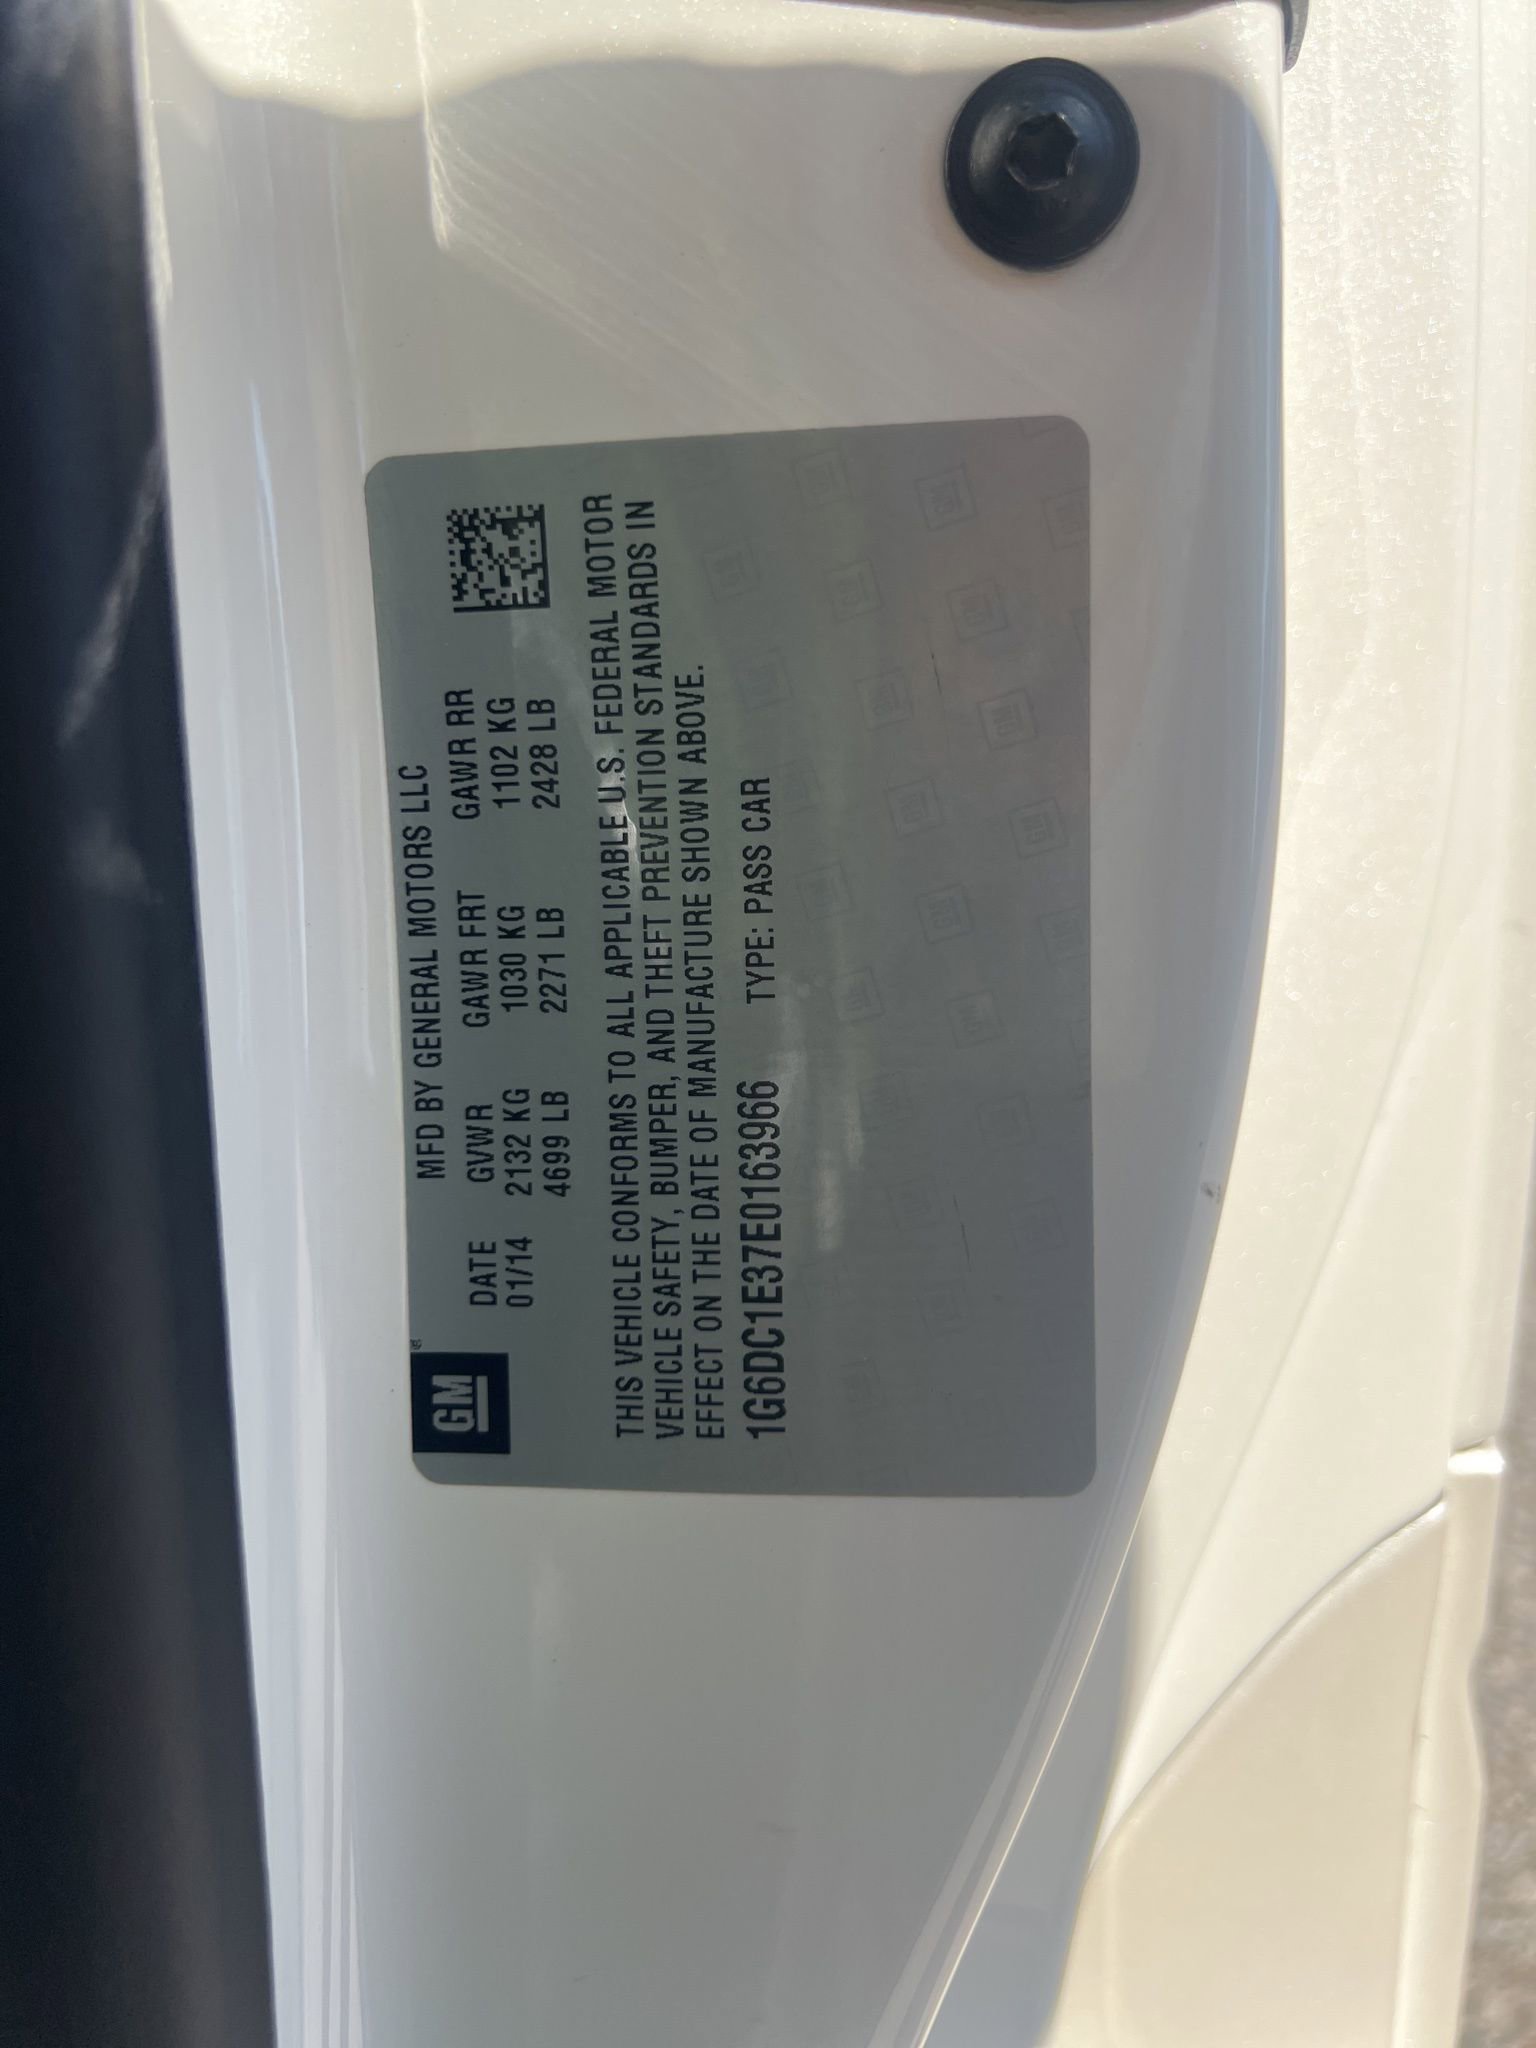 GM
MFD BY GENERAL MOTORS LLC
DATE GVWR GAWR FRT GAWR RR
01/14 2132 KG 1030 KG 1102 KG
4699 LB 2271 LB 2428 LB
THIS VEHICLE CONFORMS TO ALL APPLICABLE U.S. FEDERAL MOTOR
VEHICLE SAFETY, BUMPER, AND THEFT PREVENTION STANDARDS IN
EFFECT ON THE DATE OF MANUFACTURE SHOWN ABOVE.
1G6DC1E37E0163966 TYPE: PASS CAR